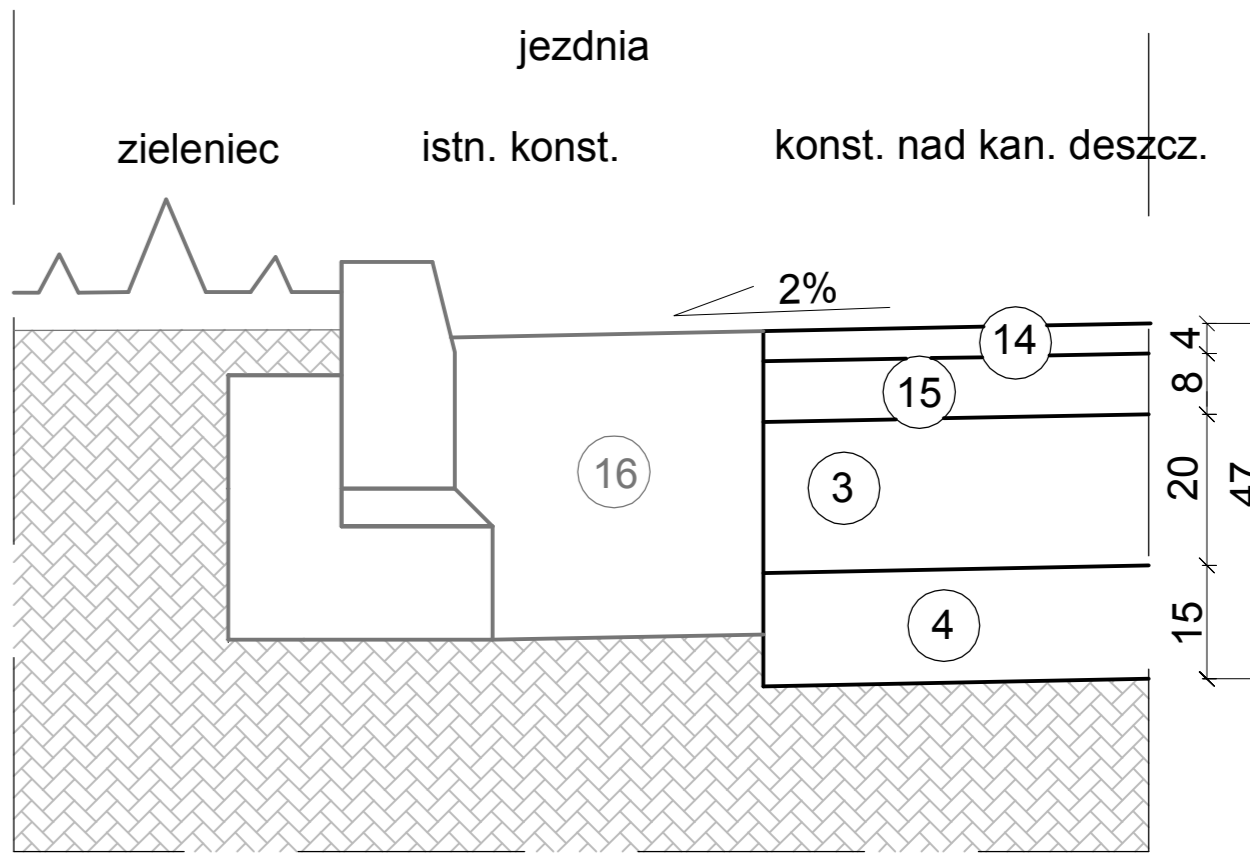 jezdnia
zieleniec
istn. konst.
konst. nad kan. deszcz.
2%
14
4
15
8
16
3
20
47
4
15